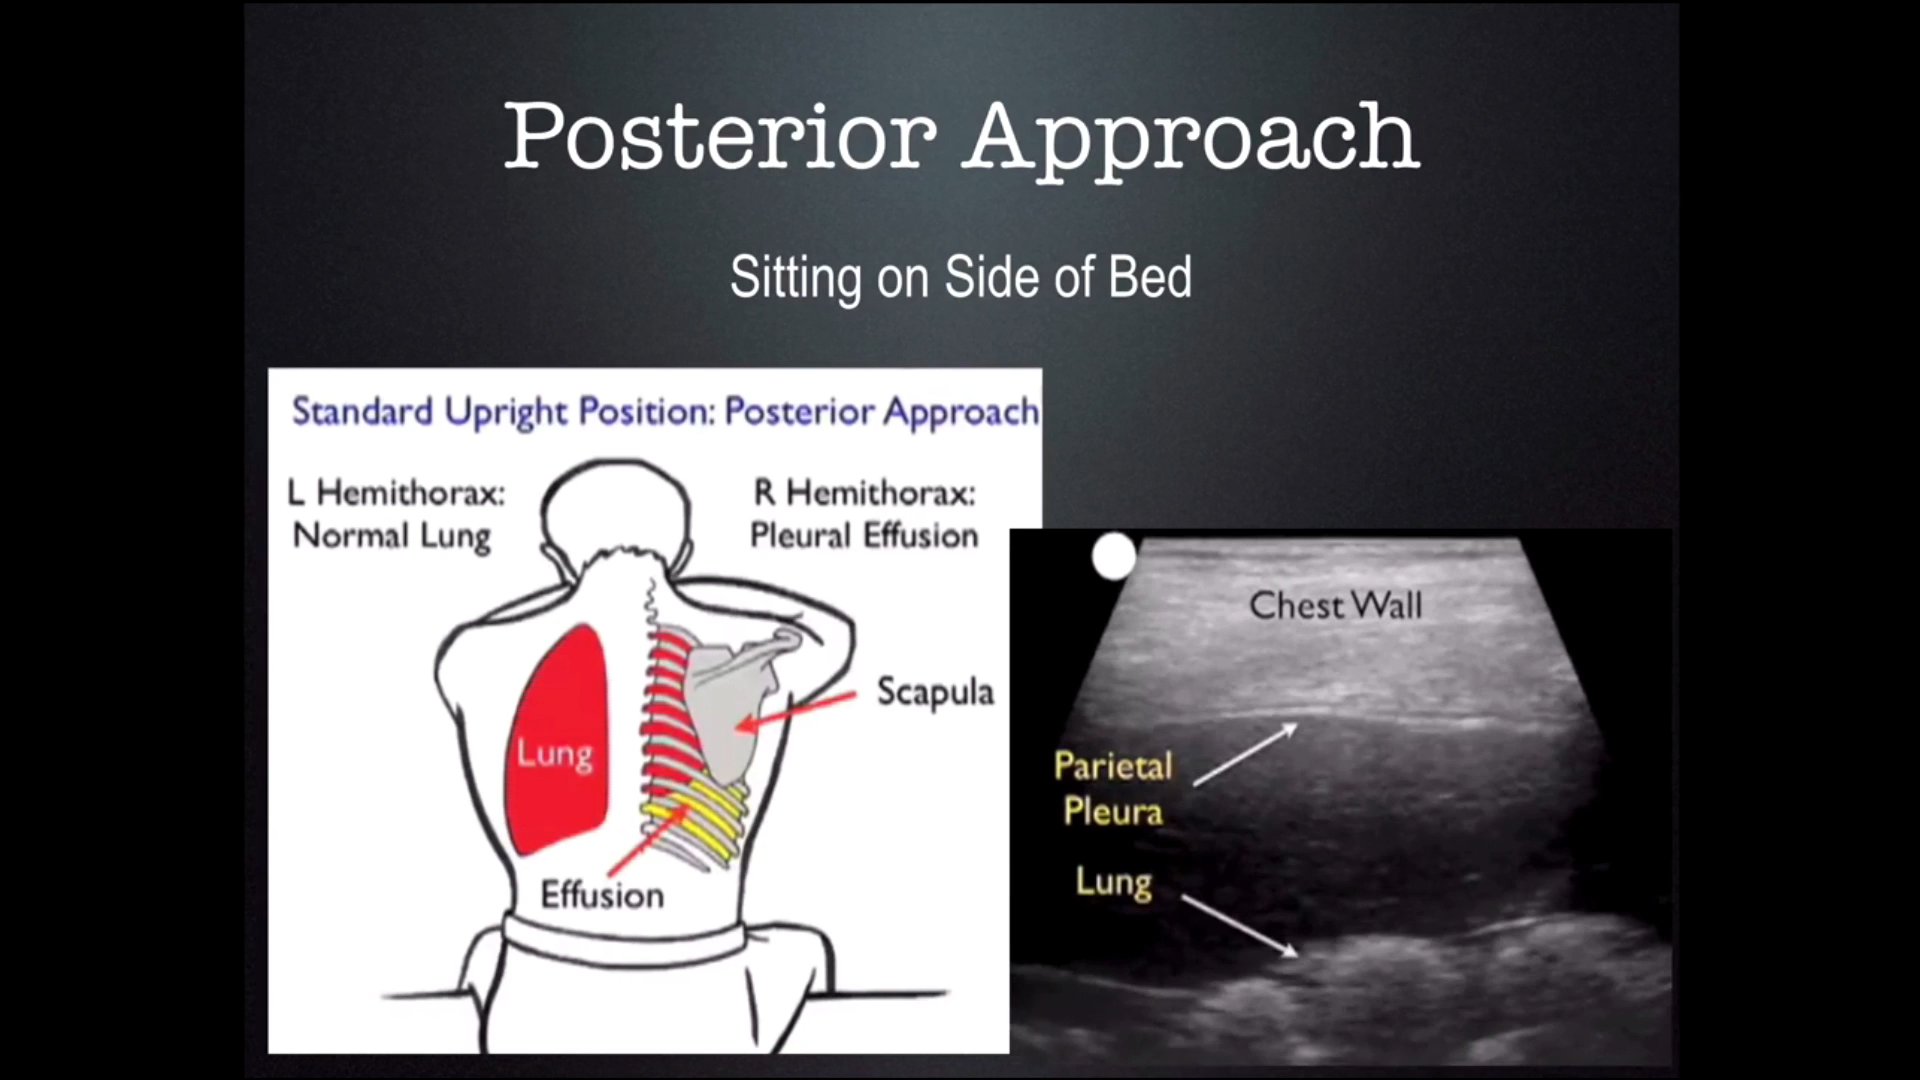 Posterior Approach
Sitting on Side of Bed
Standard Upright Position: Posterior Approach
L Hemithorax:
Normal Lung
R Hemithorax:
Pleural Effusion
Scapula
Lung
Effusion
Chest Wall
Parietal
Pleura
Lung